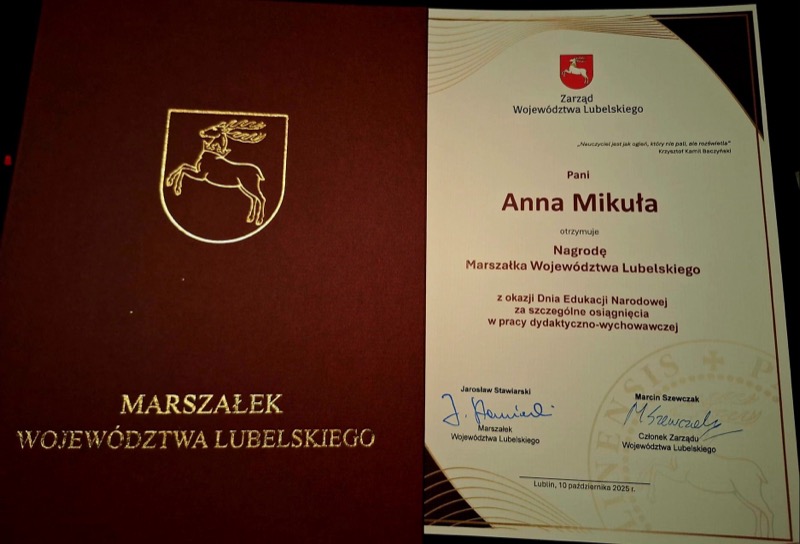 MARSZAŁEK
WOJEWÓDZTWA LUBELSKIEGO
Zarząd
Województwa Lubelskiego
„Nauczyciel jest jak ogień, który nie pali, ale rozświetla”
Krzysztof Kamil Baczyński
Pani
Anna Mikuła
otrzymuje
Nagrodę
Marszałka Województwa Lubelskiego
z okazji Dnia Edukacji Narodowej
za szczególne osiągnięcia
w pracy dydaktyczno-wychowawczej
Jarosław Stawiarski
Marszałek
Województwa Lubelskiego
Marcin Szewczak
MSzewczak
Członek Zarządu
Województwa Lubelskiego
Lublin, 10 października 2025 r.